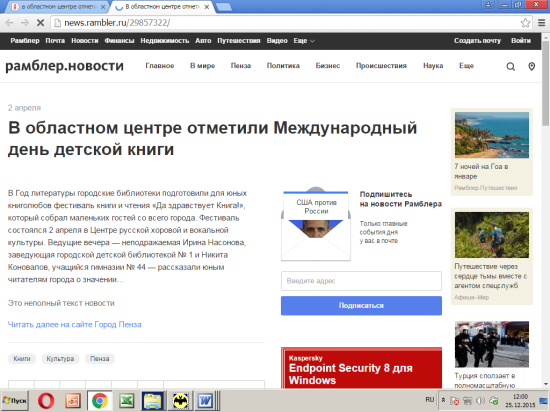 в областном центре отмети
В областном центре отмети
news.rambler.ru/29857322/
Рамблер Почта Новости Финансы Недвижимость Авто Путешествия Видео Еще Создать почту Войти
рамблер.новости Главное В мире Пенза Политика Бизнес Происшествия Наука Еще
2 апреля
В областном центре отметили Международный
день детской книги
В Год литературы городские библиотеки подготовили для юных
книголюбов фестиваль книги и чтения «Да здравствует Книга!»,
который собрал маленьких гостей со всего города. Фестиваль
состоялся 2 апреля в Центре русской хоровой и вокальной
культуры. Ведущие вечера — неподражаемая Ирина Насонова,
заведующая городской детской библиотекой № 1 и Никита
Коновалов, учащийся гимназии № 44 — рассказали юным
читателям города о значении...
Это неполный текст новости
Читать далее на сайте Город Пенза
Книги Культура Пенза
США против
России
Подпишитесь
на новости Рамблера
Только главные
события дня
у вас в почте
Введите адрес
Подписаться
Kaspersky
Endpoint Security 8 для
Windows
7 ночей на Гоа в
январе
Рамблер.Путешествия
Путешествие через
сердце тьмы вместе с
агентом спецслужб
Афиша-Мир
Турция сползает в
полномасштабную
Пуск
RU
12:00
25.12.2015